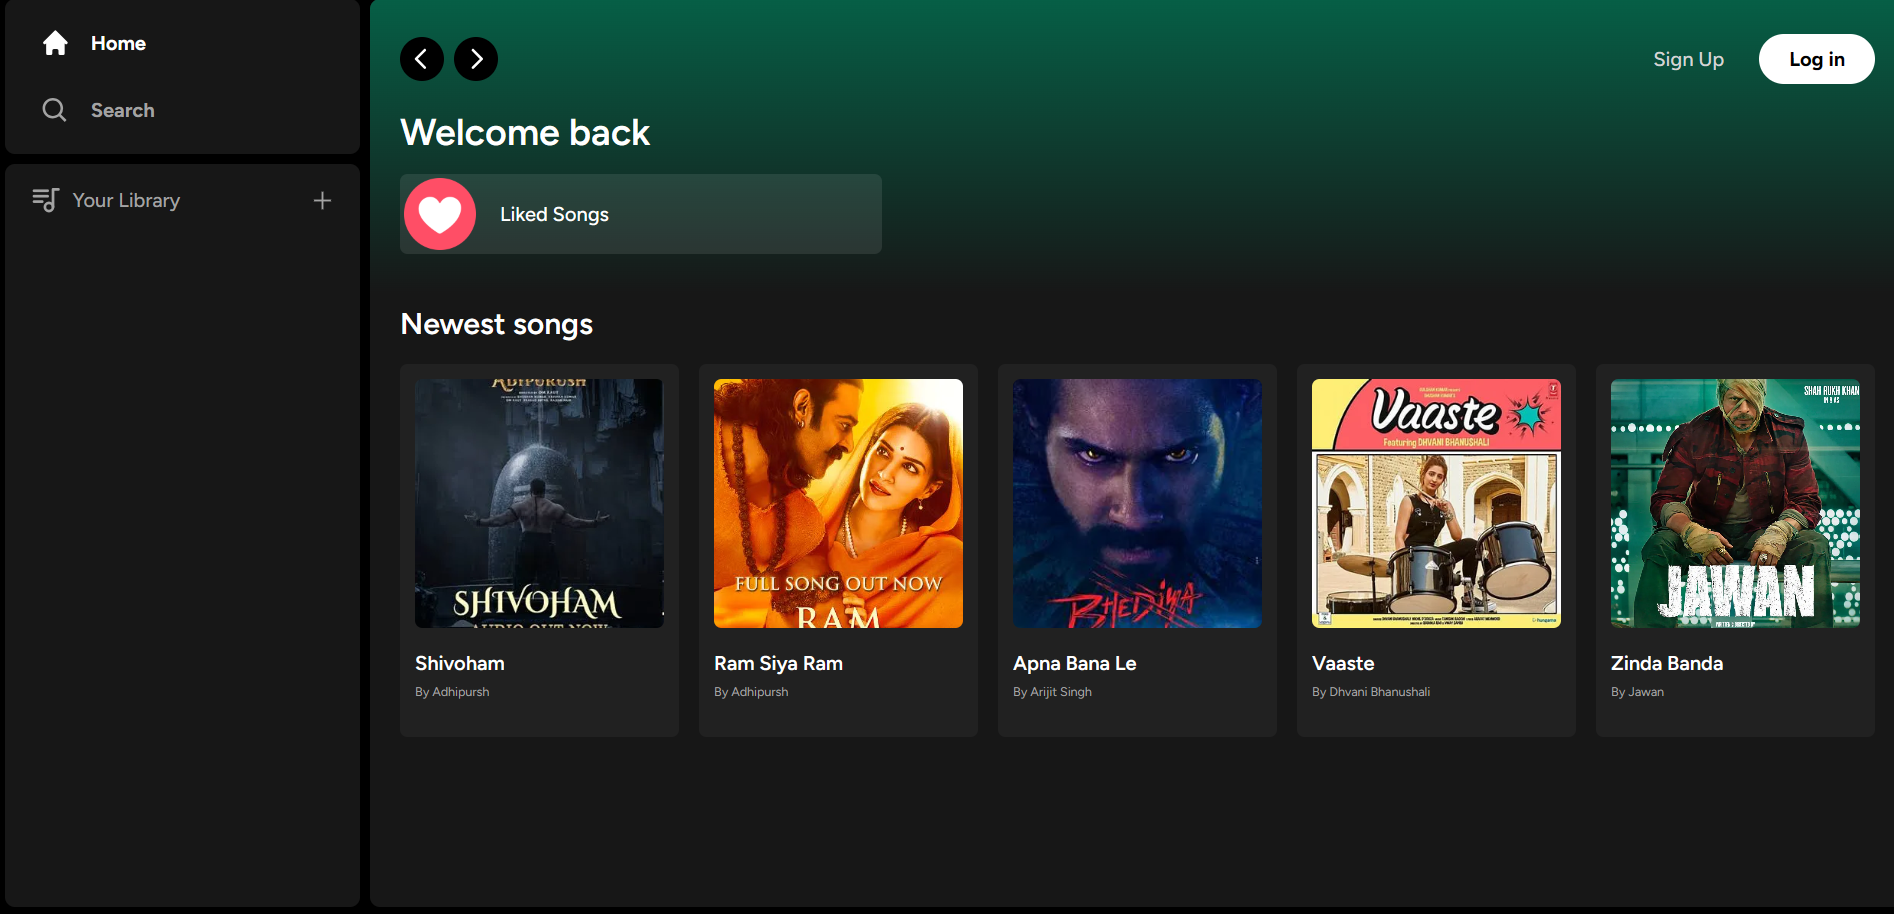 Home
Search
Your Library
Sign Up
Log in
Welcome back
Liked Songs
Newest songs
ADIPURUSH
SHIVOHAM
AUDIO OUT NOW
Shivoham
By Adhipursh
FULL SONG OUT NOW
RAM
Ram Siya Ram
By Adhipursh
BHEDIYA
Apna Bana Le
By Arijit Singh
Vaaste
Featuring DHVANI BHANUSHALI
Vaaste
By Dhvani Bhanushali
SHAH RUKH KHAN
JAWAN
Zinda Banda
By Jawan